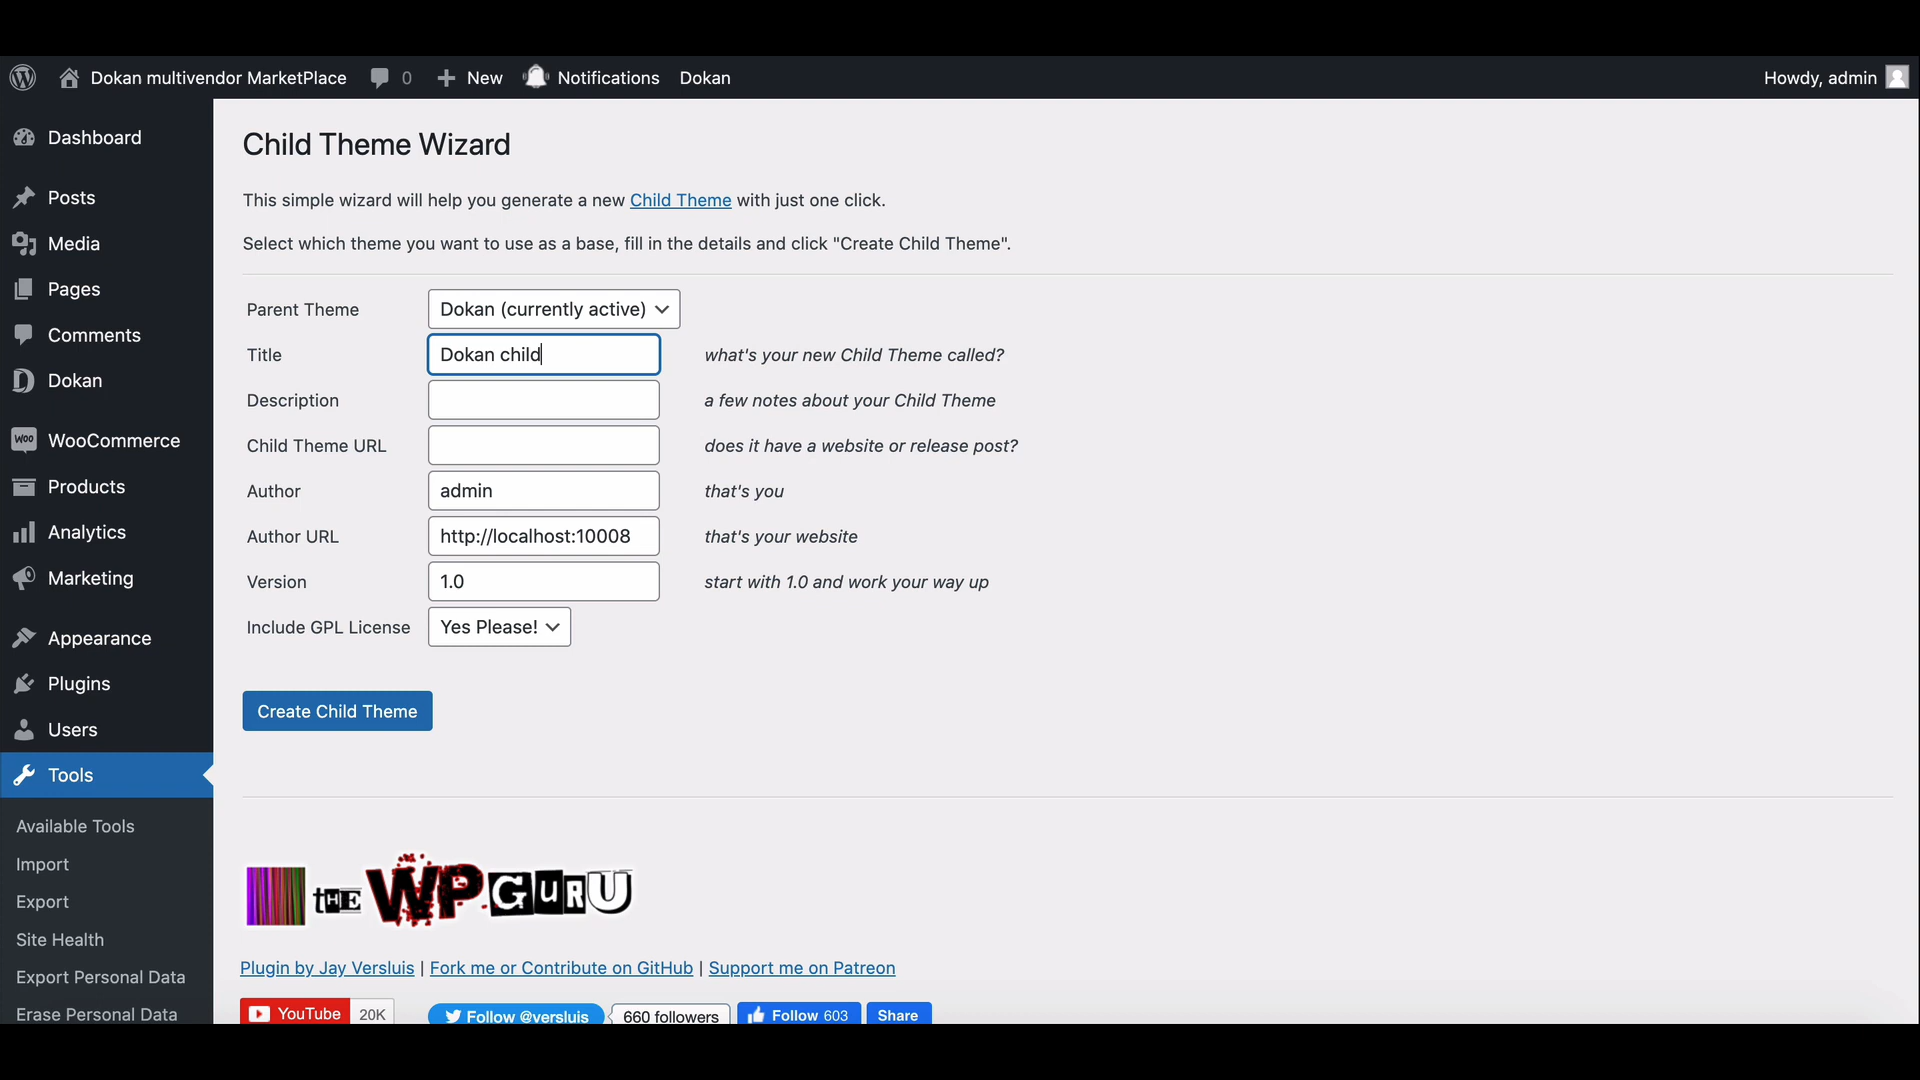 Dokan multivendor MarketPlace 0 New Notifications Dokan Howdy, admin
Dashboard
Posts
Media
Pages
Comments
Dokan
WooCommerce
Products
Analytics
Marketing
Appearance
Plugins
Users
Tools
Available Tools
Import
Export
Site Health
Export Personal Data
Erase Personal Data
Child Theme Wizard
This simple wizard will help you generate a new Child Theme with just one click.
Select which theme you want to use as a base, fill in the details and click "Create Child Theme".
Parent Theme Dokan (currently active)
Title Dokan child what's your new Child Theme called?
Description a few notes about your Child Theme
Child Theme URL does it have a website or release post?
Author admin that's you
Author URL http://localhost:10008 that's your website
Version 1.0 start with 1.0 and work your way up
Include GPL License Yes Please!
Create Child Theme
THE WP GURU
Plugin by Jay Versluis | Fork me or Contribute on GitHub | Support me on Patreon
YouTube 20K Follow @versluis 660 followers Follow 603 Share